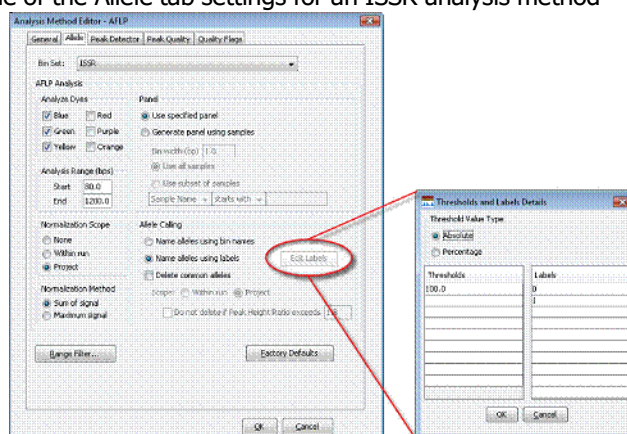 e of the Allele tab settings for an ISSR analysis method
Analysis Method Editor - AFLP
General Allele Peak Detector Peak Quality Quality Flags
Bin Set: ISSR
AFLP Analysis
Analyze Dyes
Blue Red
Green Purple
Yellow Orange
Analysis Range (bps)
Start 80.0
End 1200.0
Normalization Scope
None
Within run
Project
Normalization Method
Sum of signal
Maximum signal
Range Filter...
Panel
Use specified panel
Generate panel using samples
Bin width (bp) 1.0
Use all samples
Use subset of samples
Sample Name starts with
Allele Calling
Name alleles using bin names
Name alleles using labels Edit Labels
Delete common alleles
Scope: Within run Project
Do not delete if Peak Height Ratio exceeds
Factory Defaults
OK Cancel
Thresholds and Labels Details
Threshold Value Type
Absolute
Percentage
Thresholds Labels
100.0 0
1
OK Cancel